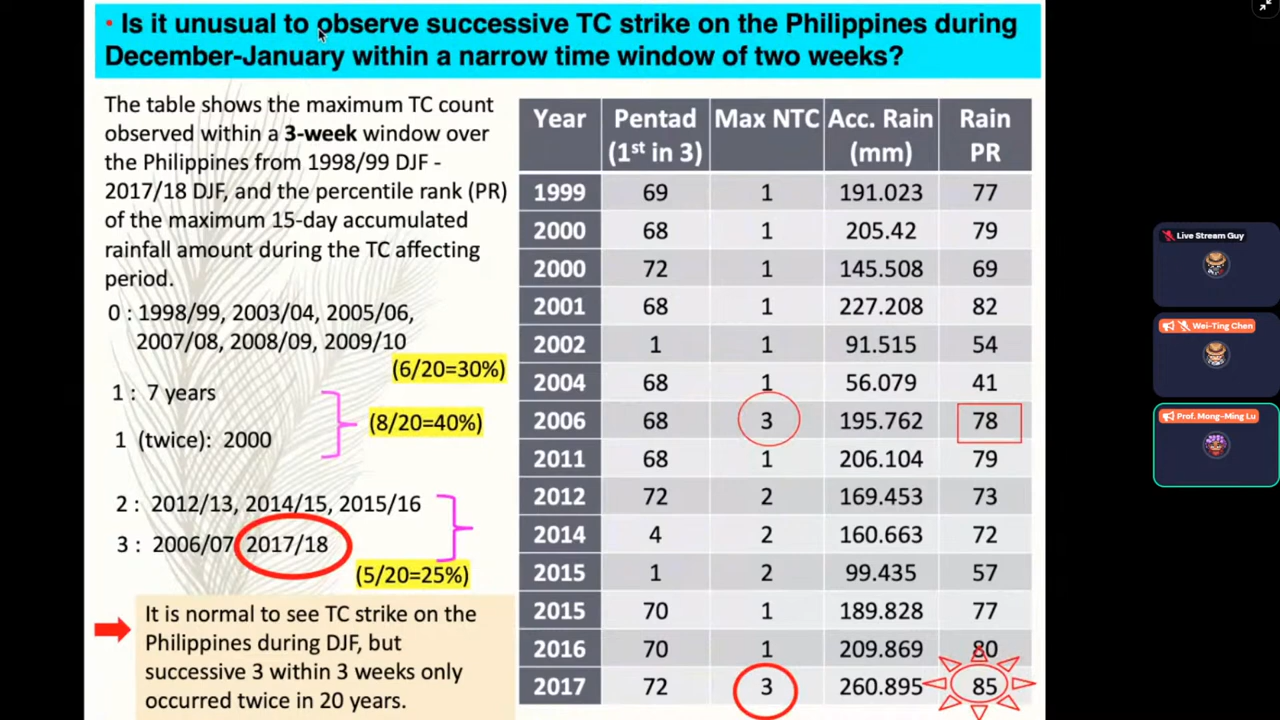 • Is it unusual to observe successive TC strike on the Philippines during
December-January within a narrow time window of two weeks?
The table shows the maximum TC count
observed within a 3-week window over
the Philippines from 1998/99 DJF -
2017/18 DJF, and the percentile rank (PR)
of the maximum 15-day accumulated
rainfall amount during the TC affecting
period.
0 : 1998/99, 2003/04, 2005/06,
2007/08, 2008/09, 2009/10
(6/20=30%)
1 : 7 years
(8/20=40%)
1 (twice): 2000
2 : 2012/13, 2014/15, 2015/16
3 : 2006/07 2017/18
(5/20=25%)
It is normal to see TC strike on the
Philippines during DJF, but
successive 3 within 3 weeks only
occurred twice in 20 years.
Year Pentad (1st in 3) Max NTC Acc. Rain (mm) Rain PR
1999 69 1 191.023 77
2000 68 1 205.42 79
2000 72 1 145.508 69
2001 68 1 227.208 82
2002 1 1 91.515 54
2004 68 1 56.079 41
2006 68 3 195.762 78
2011 68 1 206.104 79
2012 72 2 169.453 73
2014 4 2 160.663 72
2015 1 2 99.435 57
2015 70 1 189.828 77
2016 70 1 209.869 80
2017 72 3 260.895 85
Live Stream Guy
Wei-Ting Chen
Prof. Mong-Ming Lu